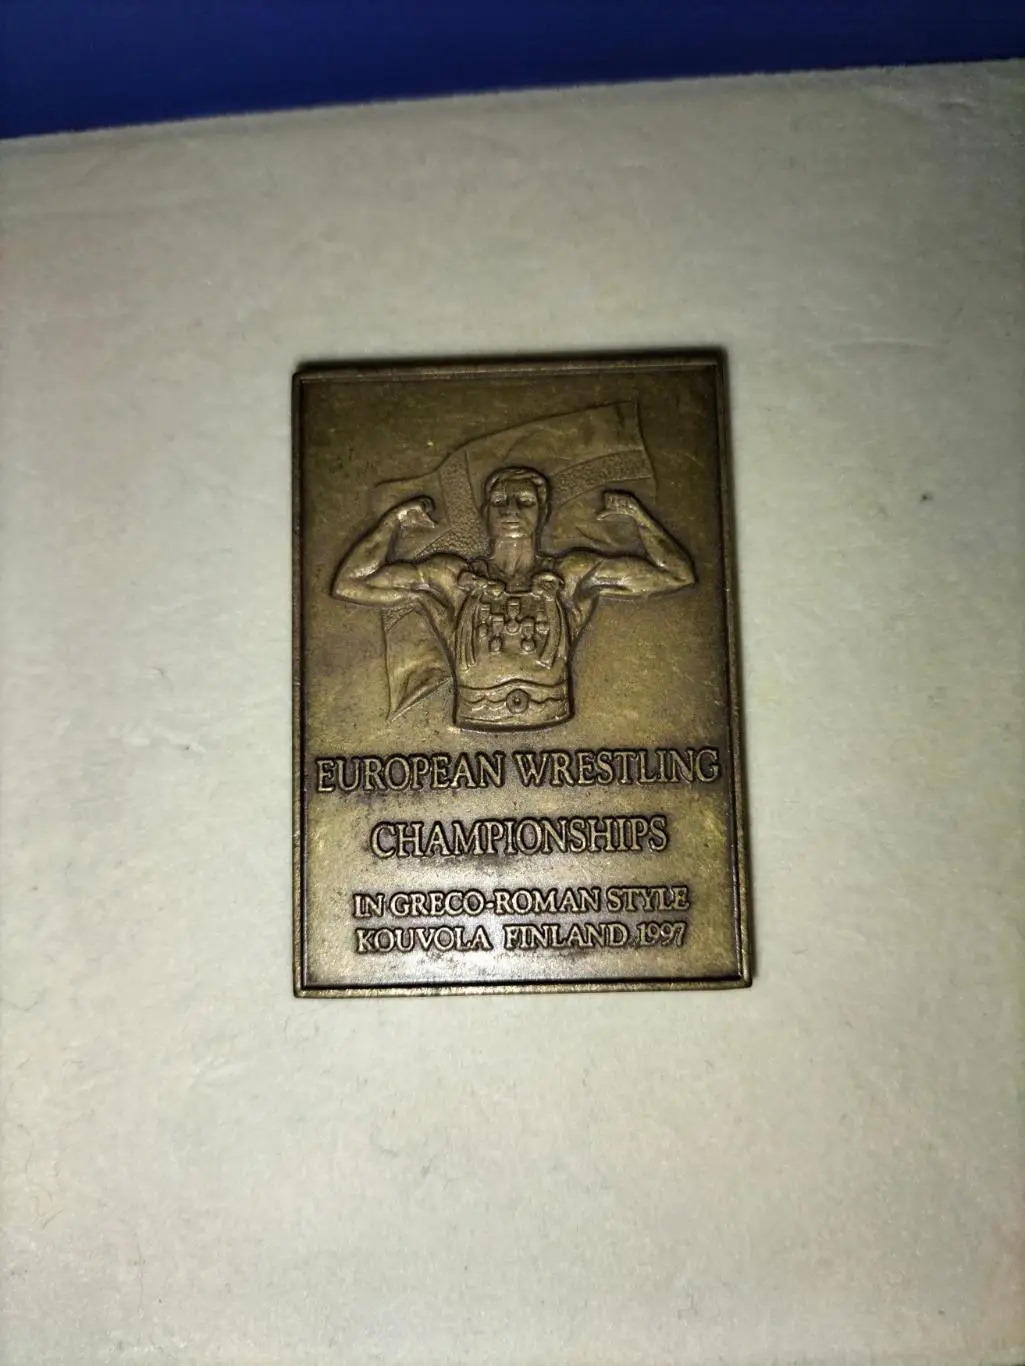 EUROPEAN WRESTLING
CHAMPIONSHIPS
IN GRECO-ROMAN STYLE
KOUVOLA FINLAND 1997